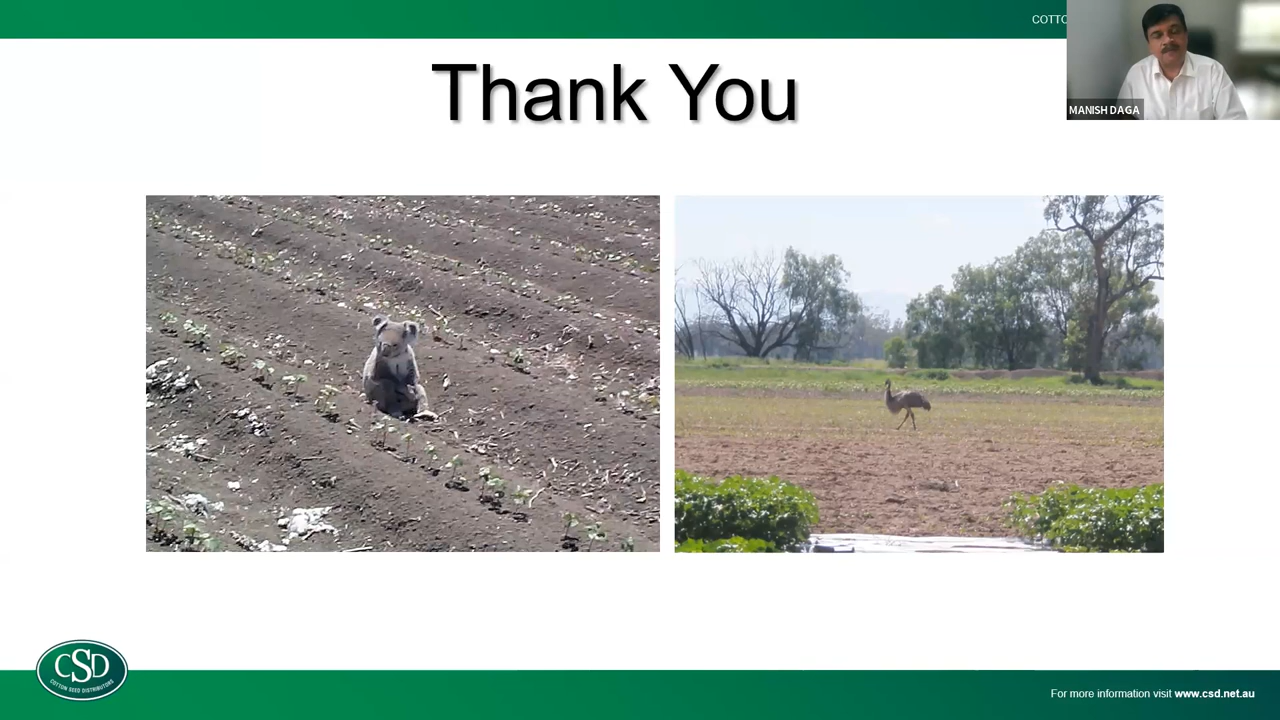 COTTO
Thank You
MANISH DAGA
CSD
COTTON SEED DISTRIBUTORS
For more information visit www.csd.net.au